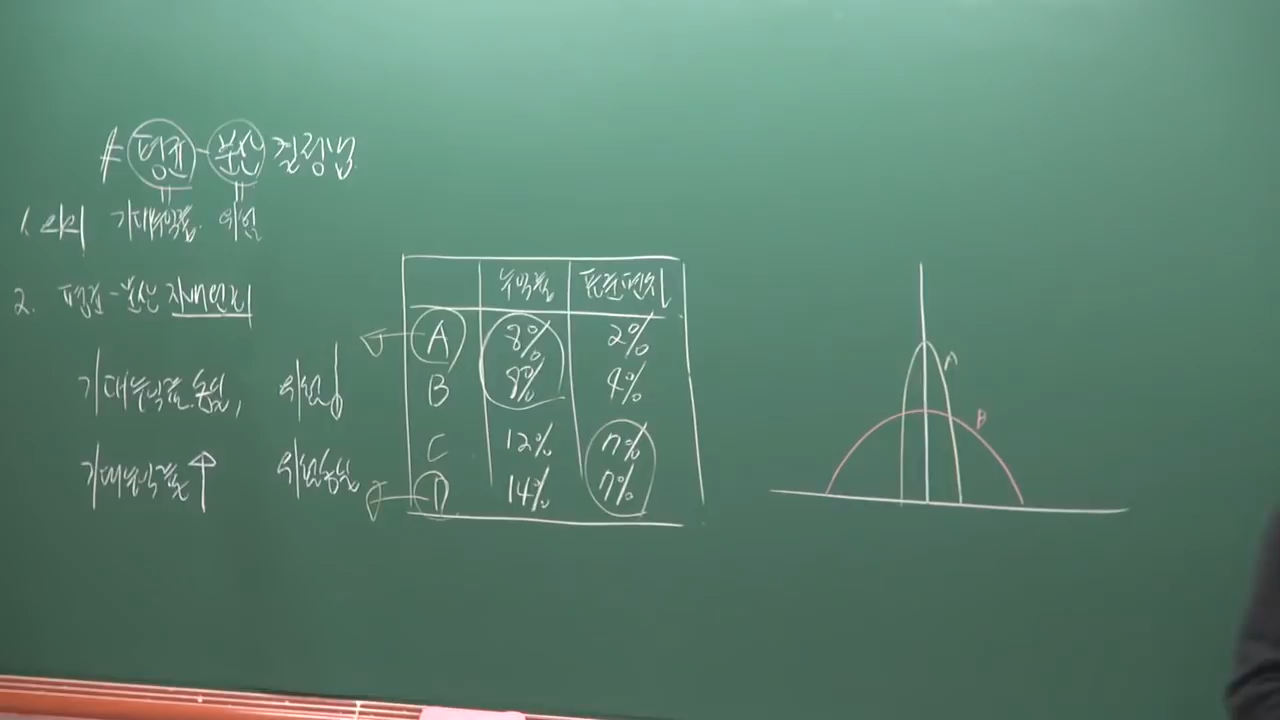 # 평균-분산 결정법
1. 의의 기대수익률. 위험
2. 평균-분산 지배원리
기대수익률 동일, 위험↓
기대수익률↑ 위험동일
수익률 표준편차
A 8% 2%
B 8% 4%
C 12% 7%
D 14% 7%
A
B